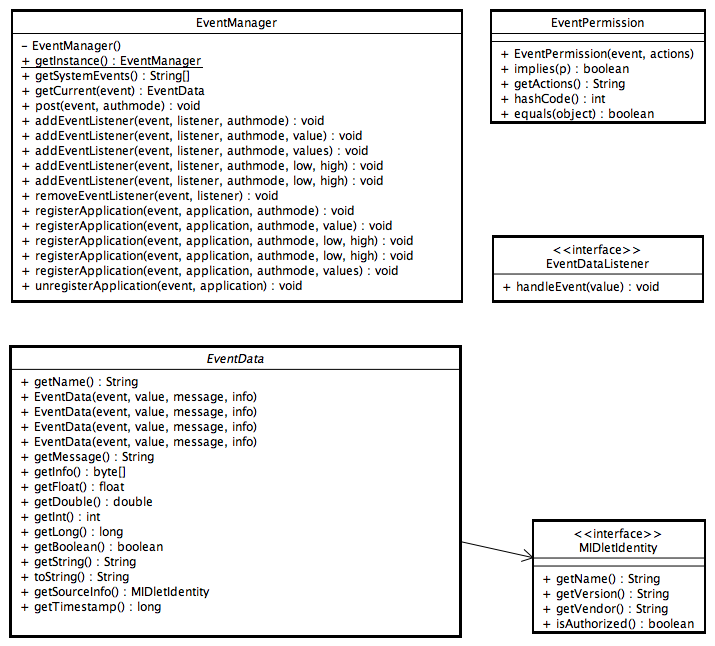 EventManager
– EventManager()
+ getInstance() : EventManager
+ getSystemEvents() : String[]
+ getCurrent(event) : EventData
+ post(event, authmode) : void
+ addEventListener(event, listener, authmode) : void
+ addEventListener(event, listener, authmode, value) : void
+ addEventListener(event, listener, authmode, values) : void
+ addEventListener(event, listener, authmode, low, high) : void
+ addEventListener(event, listener, authmode, low, high) : void
+ removeEventListener(event, listener) : void
+ registerApplication(event, application, authmode) : void
+ registerApplication(event, application, authmode, value) : void
+ registerApplication(event, application, authmode, low, high) : void
+ registerApplication(event, application, authmode, low, high) : void
+ registerApplication(event, application, authmode, values) : void
+ unregisterApplication(event, application) : void
EventPermission
+ EventPermission(event, actions)
+ implies(p) : boolean
+ getActions() : String
+ hashCode() : int
+ equals(object) : boolean
<<interface>>
EventDataListener
+ handleEvent(value) : void
EventData
+ getName() : String
+ EventData(event, value, message, info)
+ EventData(event, value, message, info)
+ EventData(event, value, message, info)
+ EventData(event, value, message, info)
+ getMessage() : String
+ getInfo() : byte[]
+ getFloat() : float
+ getDouble() : double
+ getInt() : int
+ getLong() : long
+ getBoolean() : boolean
+ getString() : String
+ toString() : String
+ getSourceInfo() : MIDletIdentity
+ getTimestamp() : long
<<interface>>
MIDletIdentity
+ getName() : String
+ getVersion() : String
+ getVendor() : String
+ isAuthorized() : boolean